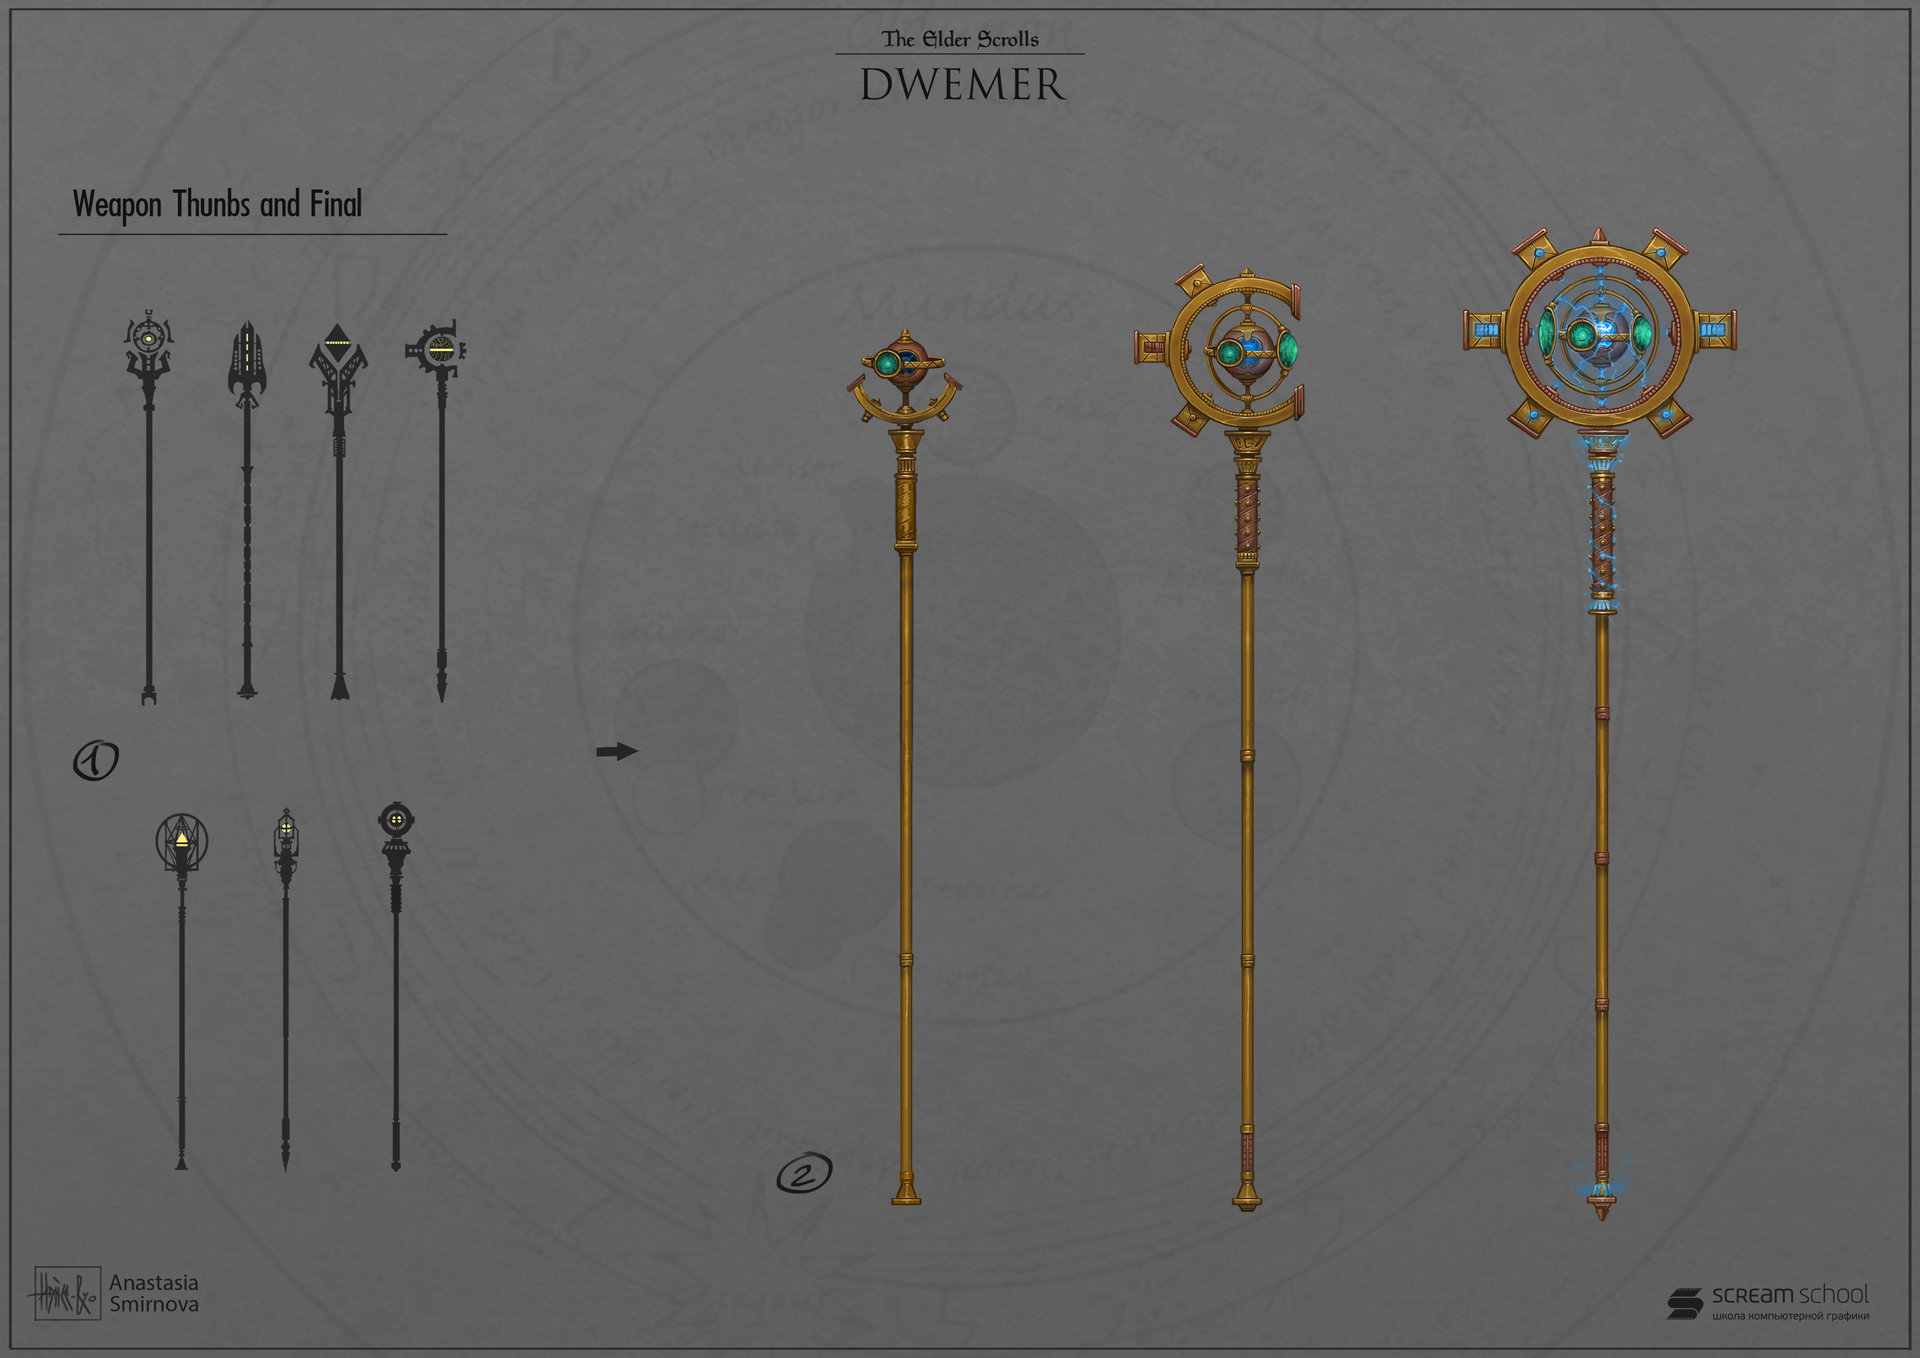 The Elder Scrolls
DWEMER
Weapon Thunbs and Final
1
2
Anastasia
Smirnova
SCREAM SCHOOL
школа компьютерной графики